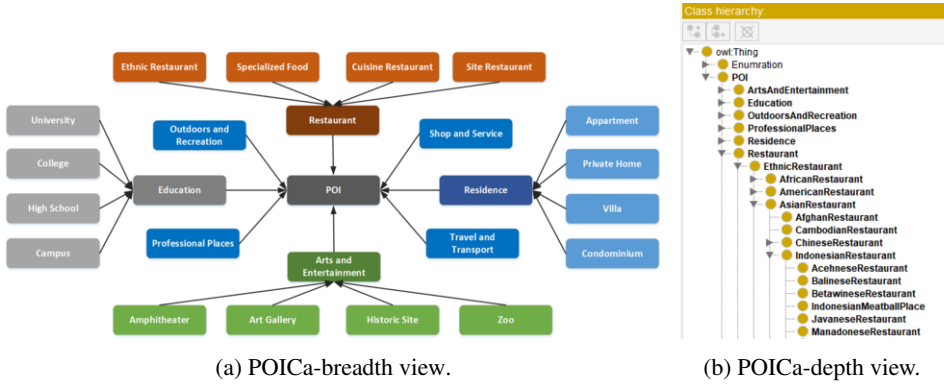 Ethnic Restaurant
Specialized Food
Cuisine Restaurant
Site Restaurant
University
College
High School
Campus
Outdoors and
Recreation
Restaurant
Shop and Service
Education
POI
Residence
Professional Places
Travel and
Transport
Arts and
Entertainment
Appartment
Private Home
Villa
Condominium
Amphitheater
Art Gallery
Historic Site
Zoo
(a) POICa-breadth view.
Class hierarchy:
owl:Thing
Enumration
POI
ArtsAndEntertainment
Education
OutdoorsAndRecreation
ProfessionalPlaces
Residence
Restaurant
EthnicRestaurant
AfricanRestaurant
AmericanRestaurant
AsianRestaurant
AfghanRestaurant
CambodianRestaurant
ChineseRestaurant
IndonesianRestaurant
AcehneseRestaurant
BalineseRestaurant
BetawineseRestaurant
IndonesianMeatballPlace
JavaneseRestaurant
ManadoneseRestaurant
(b) POICa-depth view.